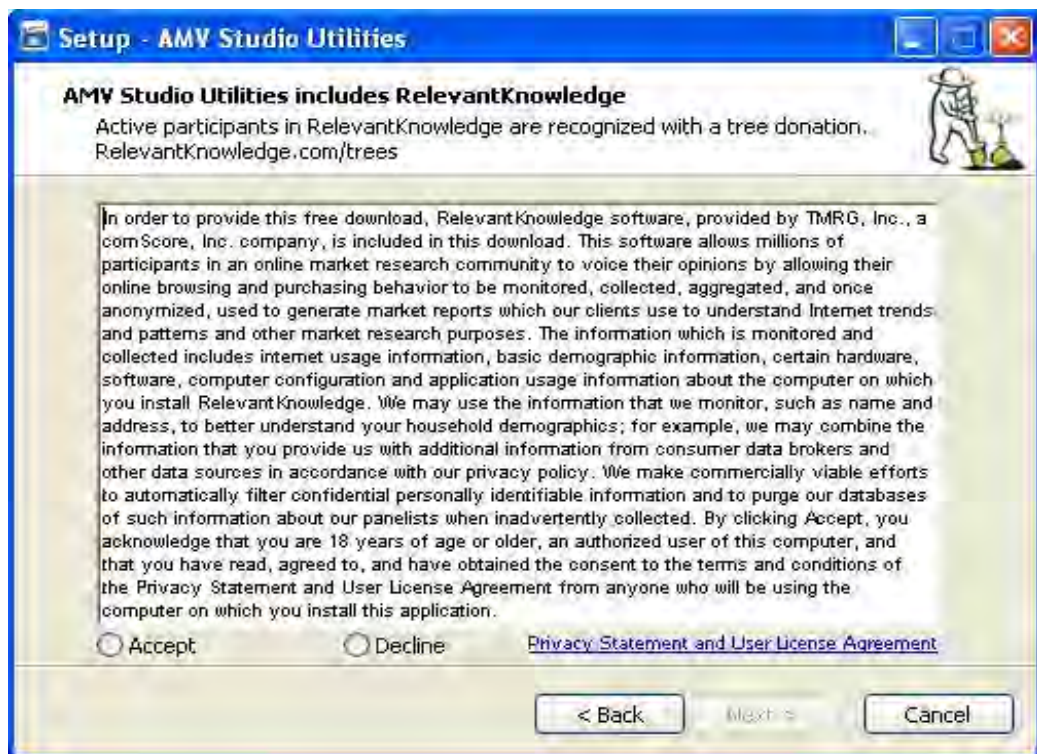 Setup - AMV Studio Utilities
AMV Studio Utilities includes RelevantKnowledge
Active participants in RelevantKnowledge are recognized with a tree donation.
RelevantKnowledge.com/trees
In order to provide this free download, RelevantKnowledge software, provided by TMRG, Inc., a
comScore, Inc. company, is included in this download. This software allows millions of
participants in an online market research community to voice their opinions by allowing their
online browsing and purchasing behavior to be monitored, collected, aggregated, and once
anonymized, used to generate market reports which our clients use to understand Internet trends
and patterns and other market research purposes. The information which is monitored and
collected includes internet usage information, basic demographic information, certain hardware,
software, computer configuration and application usage information about the computer on which
you install RelevantKnowledge. We may use the information that we monitor, such as name and
address, to better understand your household demographics; for example, we may combine the
information that you provide us with additional information from consumer data brokers and
other data sources in accordance with our privacy policy. We make commercially viable efforts
to automatically filter confidential personally identifiable information and to purge our databases
of such information about our panelists when inadvertently collected. By clicking Accept, you
acknowledge that you are 18 years of age or older, an authorized user of this computer, and
that you have read, agreed to, and have obtained the consent to the terms and conditions of
the Privacy Statement and User License Agreement from anyone who will be using the
computer on which you install this application.
Accept Decline Privacy Statement and User License Agreement
< Back Next > Cancel